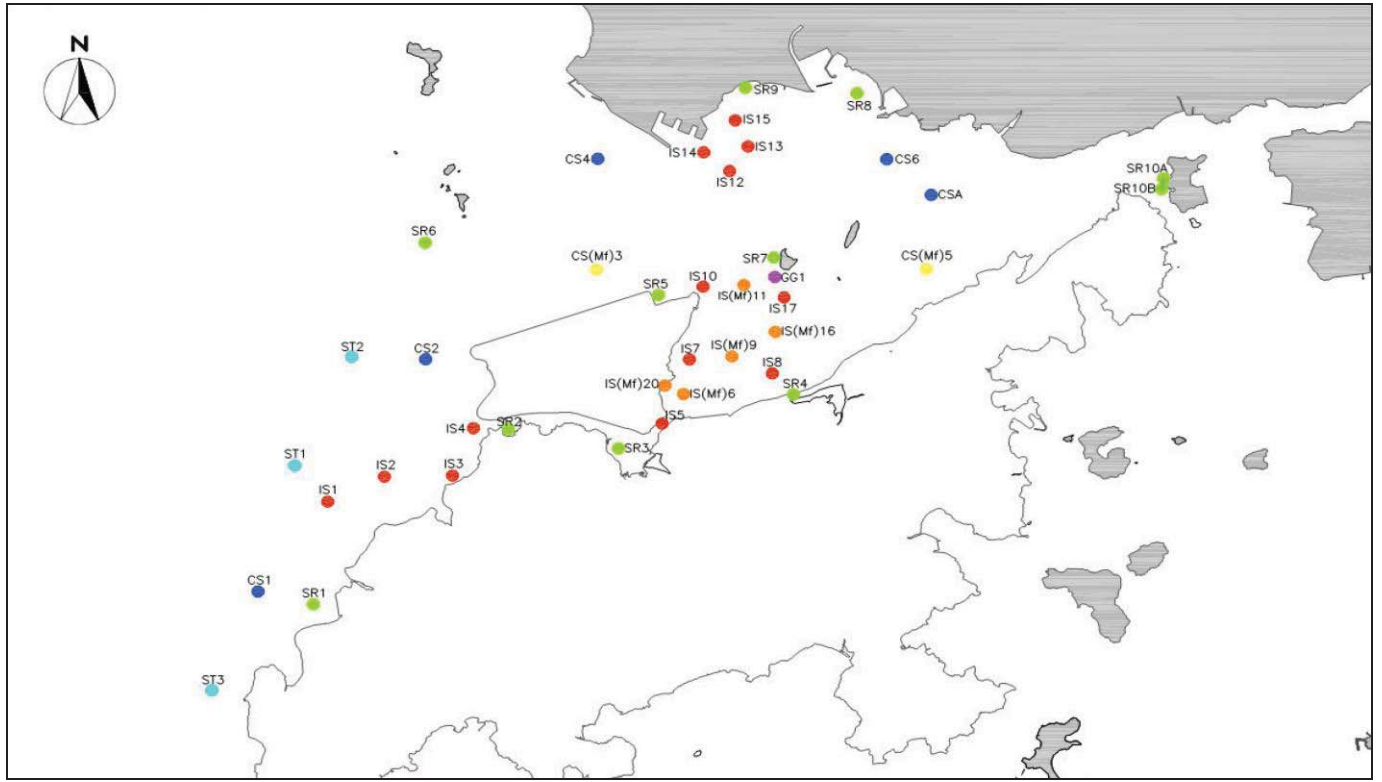 N
SR9
SR8
IS15
IS13
IS14
CS4
CS6
IS12
SR10A
SR10B
CSA
SR6
SR7
CS(Mf)3
CS(Mf)5
GG1
IS10
SR5
IS(Mf)11
IS17
IS(Mf)16
ST2
CS2
IS7
IS(Mf)9
IS8
IS(Mf)20
SR4
IS(Mf)6
IS5
SR2
IS4
SR3
ST1
IS2
IS3
IS1
CS1
SR1
ST3